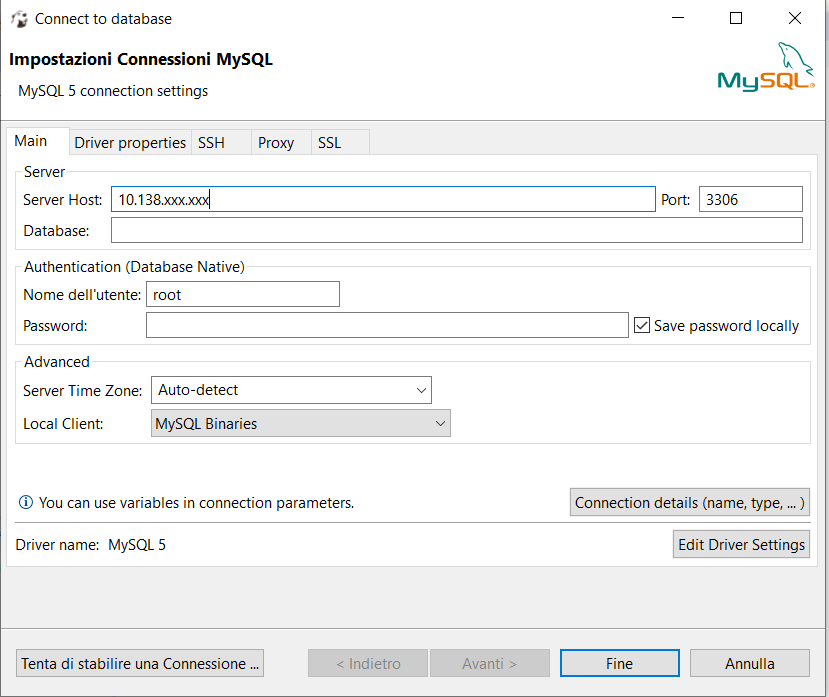 Connect to database
Impostazioni Connessioni MySQL
MySQL 5 connection settings
MySQL®
Main Driver properties SSH Proxy SSL
Server
Server Host: 10.138.xxx.xxx Port: 3306
Database:
Authentication (Database Native)
Nome dell'utente: root
Password: Save password locally
Advanced
Server Time Zone: Auto-detect
Local Client: MySQL Binaries
You can use variables in connection parameters. Connection details (name, type, ... )
Driver name: MySQL 5 Edit Driver Settings
Tenta di stabilire una Connessione ... < Indietro Avanti > Fine Annulla